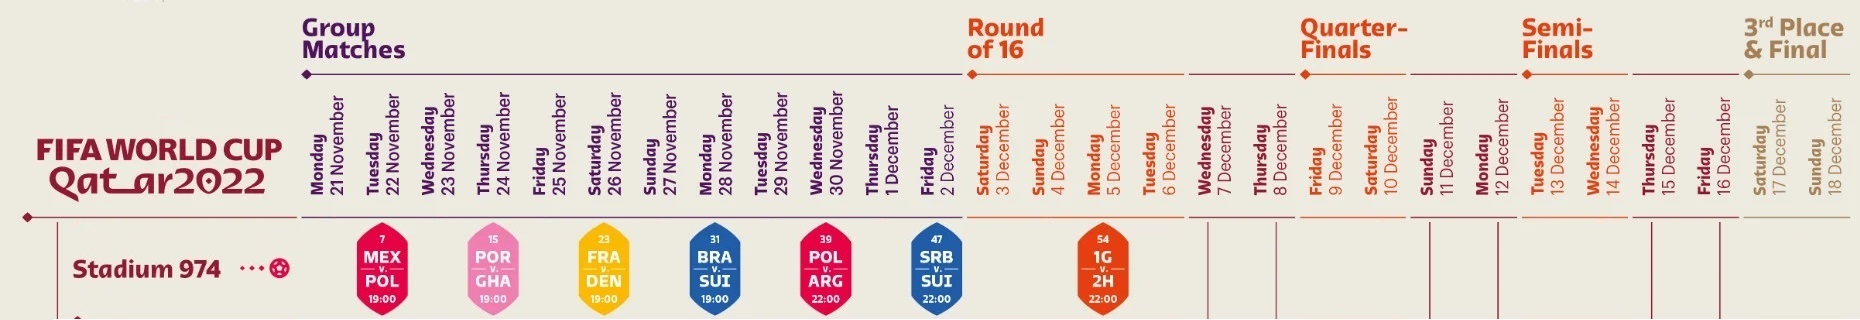 Group
Matches
Round
of 16
Quarter-
Finals
Semi-
Finals
3rd Place
& Final
FIFA WORLD CUP
Qatar2022
Monday
21 November
Tuesday
22 November
Wednesday
23 November
Thursday
24 November
Friday
25 November
Saturday
26 November
Sunday
27 November
Monday
28 November
Tuesday
29 November
Wednesday
30 November
Thursday
1 December
Friday
2 December
Saturday
3 December
Sunday
4 December
Monday
5 December
Tuesday
6 December
Wednesday
7 December
Thursday
8 December
Friday
9 December
Saturday
10 December
Sunday
11 December
Monday
12 December
Tuesday
13 December
Wednesday
14 December
Thursday
15 December
Friday
16 December
Saturday
17 December
Sunday
18 December
Stadium 974
7
MEX
v.
POL
19:00
15
POR
v.
GHA
19:00
23
FRA
v.
DEN
19:00
31
BRA
v.
SUI
19:00
39
POL
v.
ARG
22:00
47
SRB
v.
SUI
22:00
54
1G
v.
2H
22:00